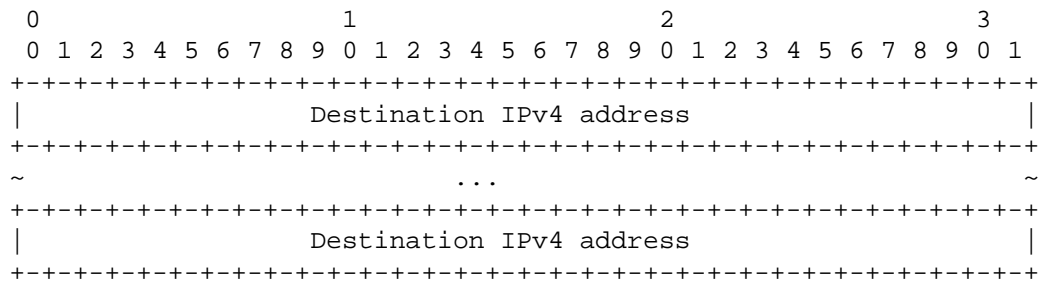 0                   1                   2                   3
 0 1 2 3 4 5 6 7 8 9 0 1 2 3 4 5 6 7 8 9 0 1 2 3 4 5 6 7 8 9 0 1
+-+-+-+-+-+-+-+-+-+-+-+-+-+-+-+-+-+-+-+-+-+-+-+-+-+-+-+-+-+-+-+-+
|                   Destination IPv4 address                    |
+-+-+-+-+-+-+-+-+-+-+-+-+-+-+-+-+-+-+-+-+-+-+-+-+-+-+-+-+-+-+-+-+
~                            ...                                ~
+-+-+-+-+-+-+-+-+-+-+-+-+-+-+-+-+-+-+-+-+-+-+-+-+-+-+-+-+-+-+-+-+
|                   Destination IPv4 address                    |
+-+-+-+-+-+-+-+-+-+-+-+-+-+-+-+-+-+-+-+-+-+-+-+-+-+-+-+-+-+-+-+-+